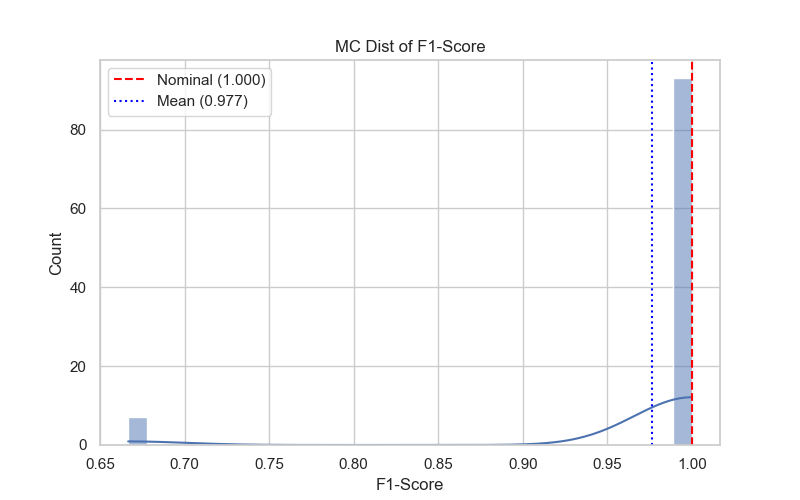 MC Dist of F1-Score
Nominal (1.000)
Mean (0.977)
Count
80
60
40
20
0
0.65 0.70 0.75 0.80 0.85 0.90 0.95 1.00
F1-Score